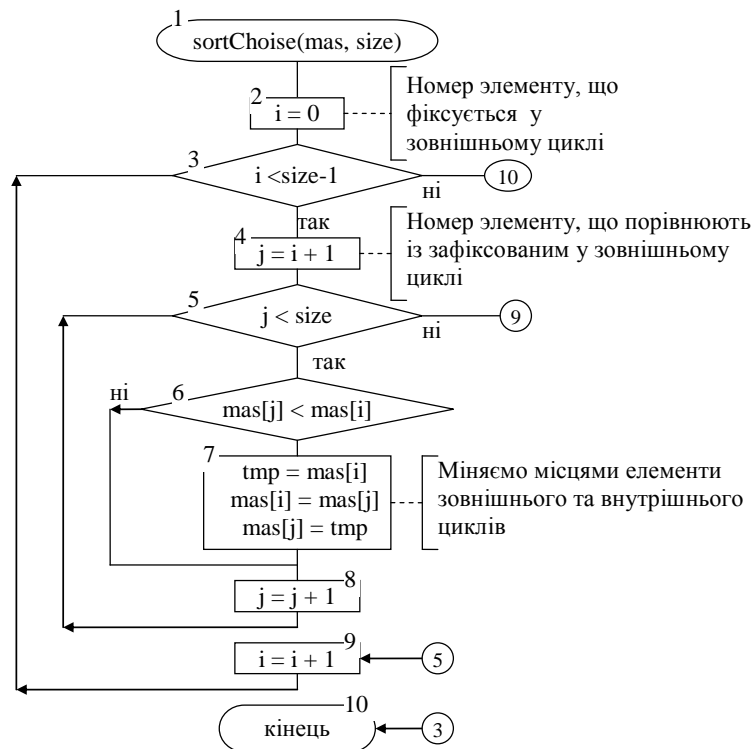 1
sortChoise(mas, size)
2
i = 0
Номер элементу, що
фіксується у
зовнішньому циклі
3
i <size-1
ні
10
так
4
j = i + 1
Номер элементу, що порівнюють
із зафіксованим у зовнішньому
циклі
5
j < size
ні
9
так
ні
6
mas[j] < mas[i]
7
tmp = mas[i]
mas[i] = mas[j]
mas[j] = tmp
Міняємо місцями елементи
зовнішнього та внутрішнього
циклів
8
j = j + 1
9
i = i + 1
5
10
кінець
3